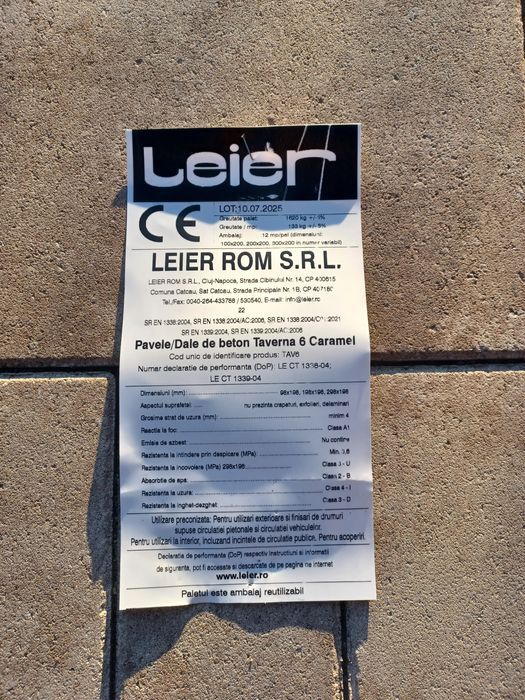 Leier
CE
LOT:10.07.2025
Greutate palet: 1620 kg +/-1%
Greutate / mp: 133 kg +/-5%
Ambalaj: 12 mp/pal (dimensiuni:
100x200, 200x200, 300x200 in numar variabil)
LEIER ROM S.R.L.
LEIER ROM S.R.L., Cluj-Napoca, Strada Cibinului Nr. 14, CP 400615
Comuna Catcau, Sat Catcau, Strada Principale Nr. 1B, CP 407180
Tel./Fax: 0040-264-433788 / 530540, E-mail: info@leier.ro
22
SR EN 1338:2004, SR EN 1338:2004/AC:2006, SR EN 1338:2004/ :2021
SR EN 1339:2004, SR EN 1339:2004/AC:2006
Pavele/Dale de beton Taverna 6 Caramel
Cod unic de identificare produs: TAV6
Numar declaratie de performanta (DoP): LE CT 1338-04;
LE CT 1339-04
Dimensiuni (mm): 98x198, 198x198, 298x198
Aspectul suprafetei: nu prezinta crapaturi, exfolieri, delaminari
Grosime strat de uzura (mm): minim 4
Reactia la foc: Clasa A1
Emisie de azbest: Nu contine
Rezistenta la intindere prin despicare (MPa): Min. 3,6
Rezistenta la incovoiere (MPa) 298x198 Clasa 3 - U
Absorbtie de apa: Clasa 2 - B
Rezistenta la uzura: Clasa 4 - I
Rezistenta la inghet-dezghet: Clasa 3 - D
Utilizare preconizata: Pentru utilizari exterioare si finisari de drumuri
supuse circulatiei pietonale si circulatiei vehiculelor.
Pentru utilizari la interior, incluzand incintele de circulatie publice. Pentru acoperiri.
Declaratia de performanta (DoP) respectiv Instructiuni si informatii
de siguranta, pot fi accesate si descarcate de pe pagina de internet
www.leier.ro
Paletul este ambalaj reutilizabil